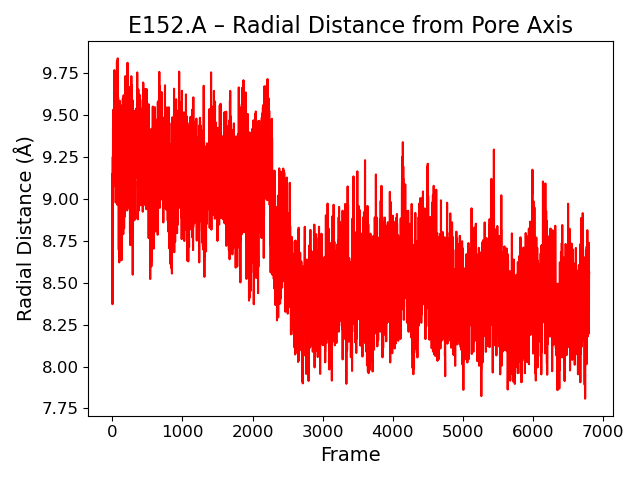 E152.A – Radial Distance from Pore Axis
Radial Distance (Å)
9.75
9.50
9.25
9.00
8.75
8.50
8.25
8.00
7.75
0 1000 2000 3000 4000 5000 6000 7000
Frame